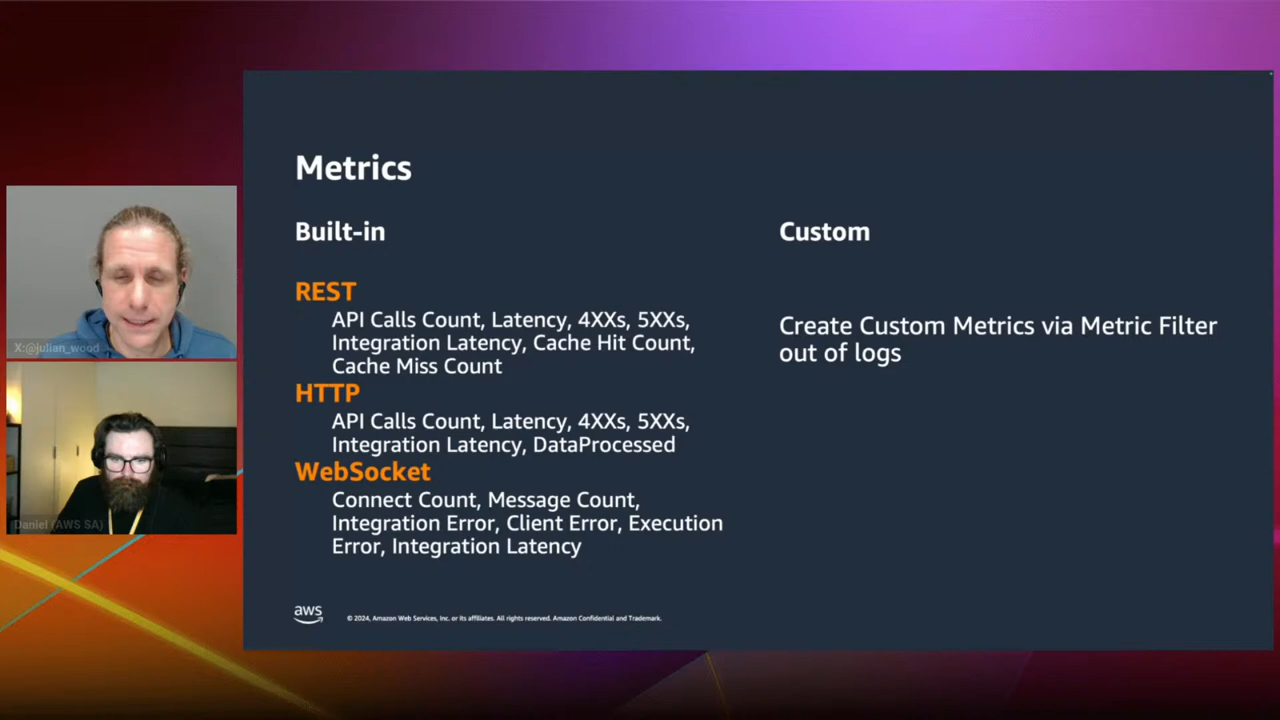 Metrics
Built-in
Custom
REST
API Calls Count, Latency, 4XXs, 5XXs,
Integration Latency, Cache Hit Count,
Cache Miss Count
HTTP
API Calls Count, Latency, 4XXs, 5XXs,
Integration Latency, DataProcessed
WebSocket
Connect Count, Message Count,
Integration Error, Client Error, Execution
Error, Integration Latency
Create Custom Metrics via Metric Filter
out of logs
X:@julian_wood
Daniel (AWS SA)
aws
© 2024, Amazon Web Services, Inc. or its affiliates. All rights reserved. Amazon Confidential and Trademark.